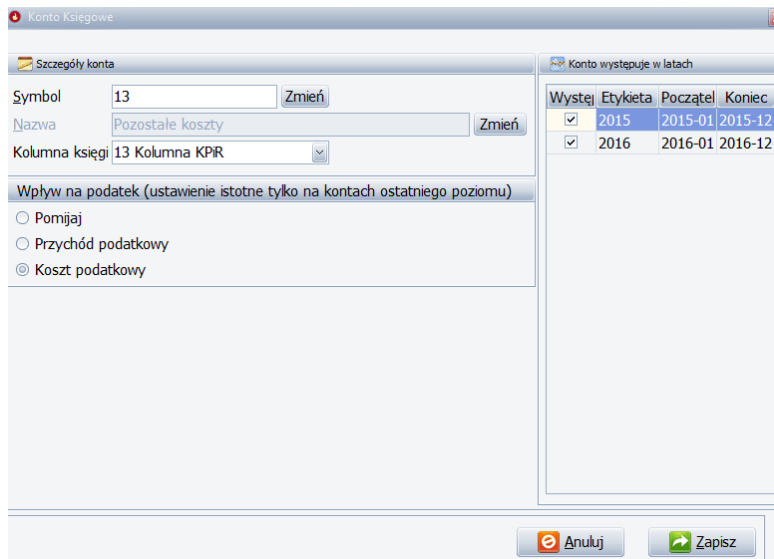 Konto Księgowe
Szczegóły konta
Symbol 13 Zmień
Nazwa Pozostałe koszty Zmień
Kolumna księgi 13 Kolumna KPiR
Wpływ na podatek (ustawienie istotne tylko na kontach ostatniego poziomu)
Pomijaj
Przychód podatkowy
Koszt podatkowy
Konto występuje w latach
Występ Etykieta Początel Koniec
2015 2015-01 2015-12
2016 2016-01 2016-12
Anuluj Zapisz